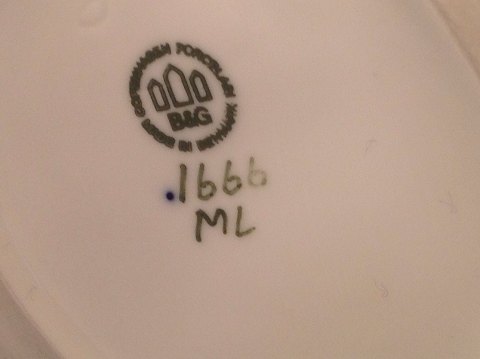 COPENHAGEN PORCELAIN
B&G
MADE IN DENMARK
.1666
ML